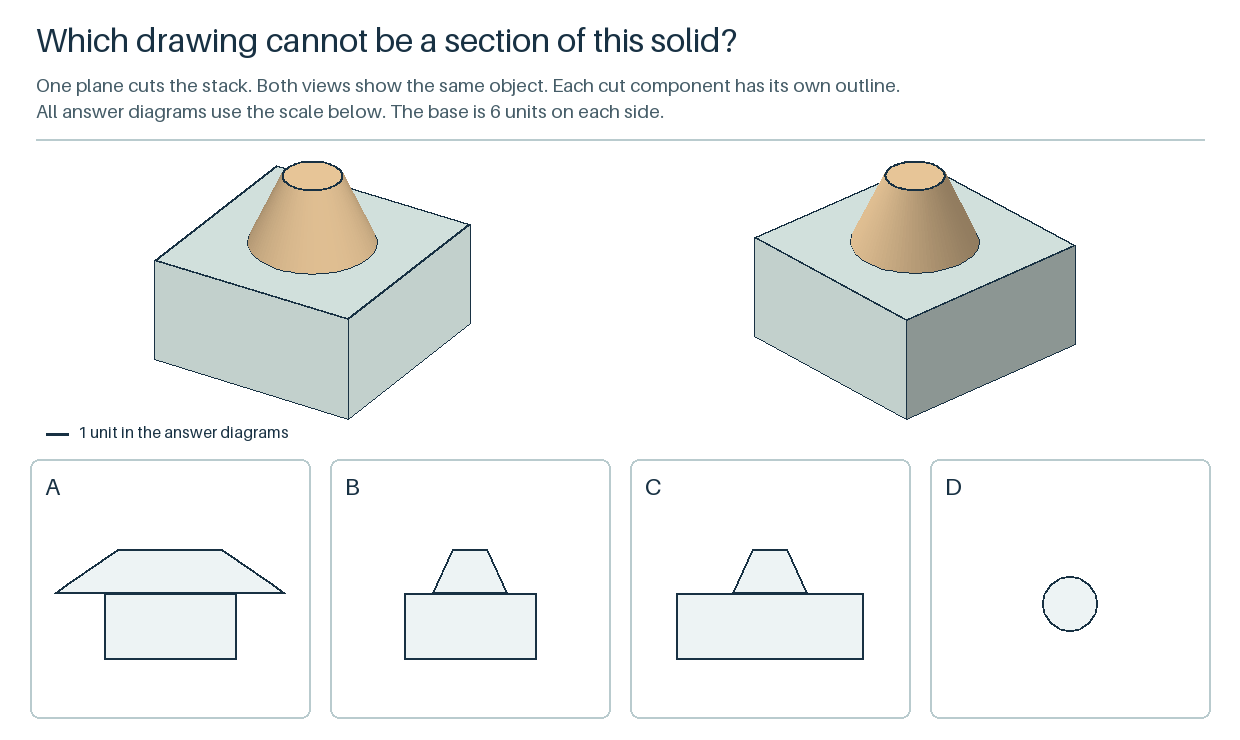 Which drawing cannot be a section of this solid?
One plane cuts the stack. Both views show the same object. Each cut component has its own outline.
All answer diagrams use the scale below. The base is 6 units on each side.
1 unit in the answer diagrams
A
B
C
D